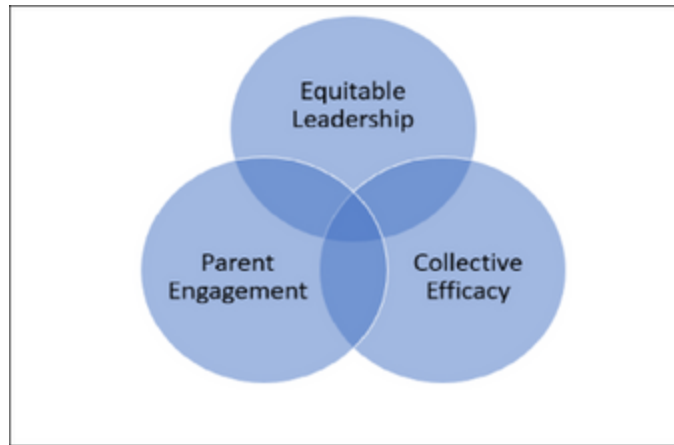 Equitable
Leadership
Parent
Engagement
Collective
Efficacy